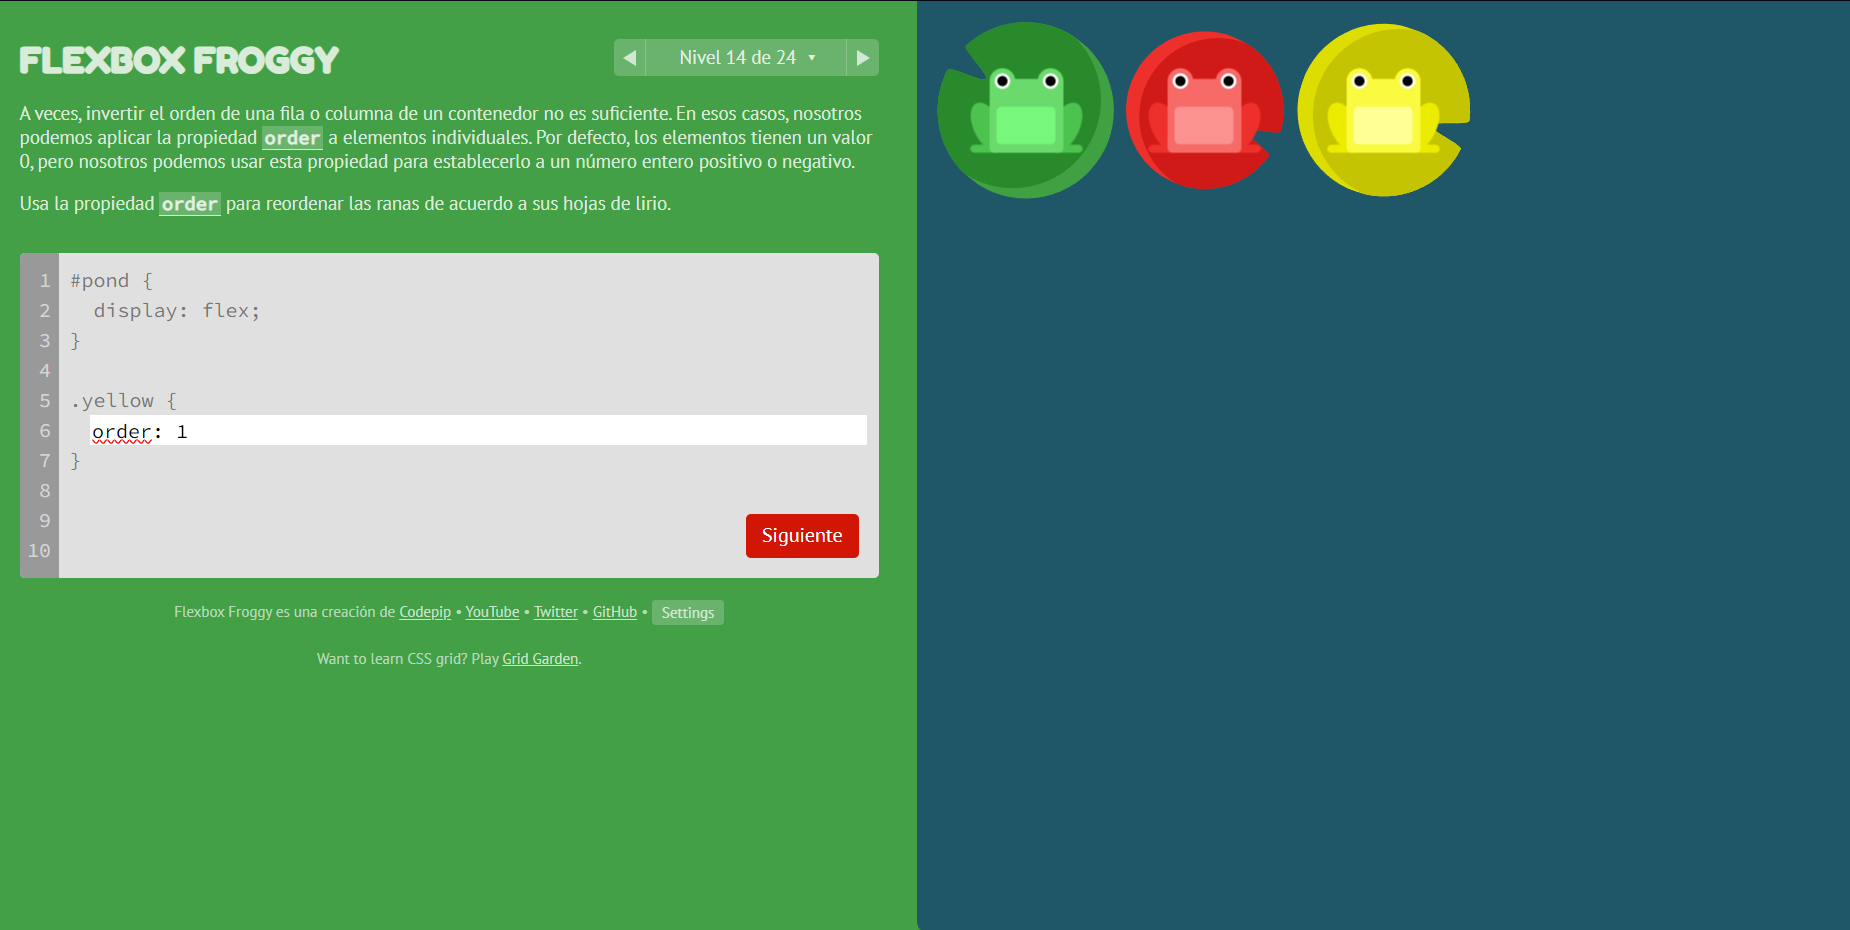 FLEXBOX FROGGY
◀ Nivel 14 de 24 ▾ ▶
A veces, invertir el orden de una fila o columna de un contenedor no es suficiente. En esos casos, nosotros
podemos aplicar la propiedad order a elementos individuales. Por defecto, los elementos tienen un valor
0, pero nosotros podemos usar esta propiedad para establecerlo a un número entero positivo o negativo.
Usa la propiedad order para reordenar las ranas de acuerdo a sus hojas de lirio.
1 #pond {
2 display: flex;
3 }
4
5 .yellow {
6 order: 1
7 }
8
9
10
Siguiente
Flexbox Froggy es una creación de Codepip • YouTube • Twitter • GitHub • Settings
Want to learn CSS grid? Play Grid Garden.